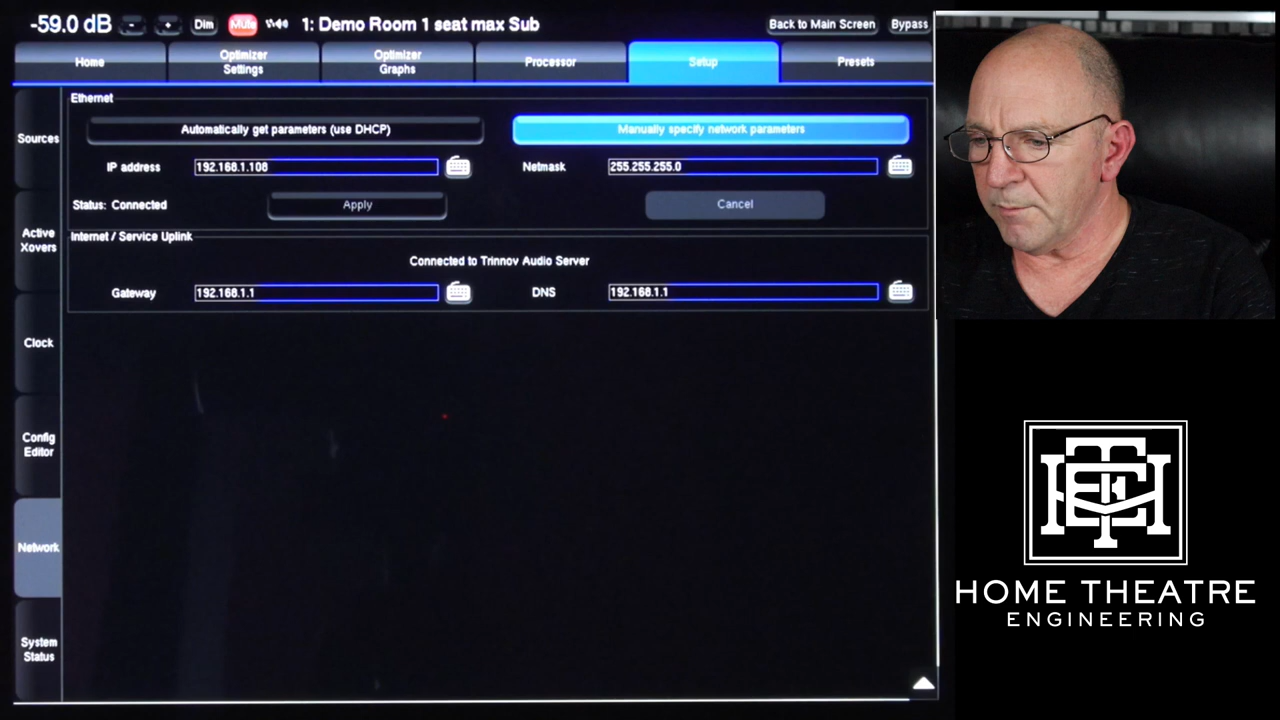 -59.0 dB - + Dim Mute 1: Demo Room 1 seat max Sub Back to Main Screen Bypass
Home
Optimizer
Settings
Optimizer
Graphs
Processor
Setup
Presets
Sources
Active
Xovers
Clock
Config
Editor
Network
System
Status
Ethernet
Automatically get parameters (use DHCP) Manually specify network parameters
IP address 192.168.1.108 Netmask 255.255.255.0
Status: Connected Apply Cancel
Internet / Service Uplink
Connected to Trinnov Audio Server
Gateway 192.168.1.1 DNS 192.168.1.1
HTE
HOME THEATRE
ENGINEERING